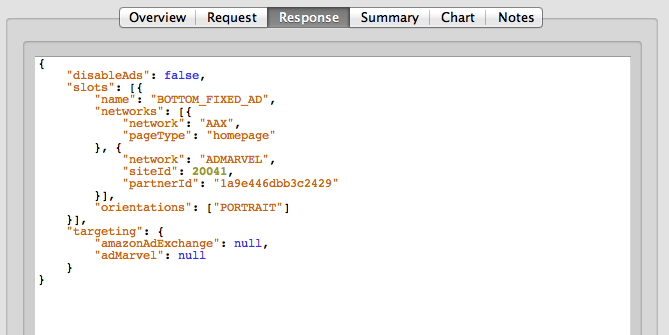 Overview Request Response Summary Chart Notes
{
    "disableAds": false,
    "slots": [{
        "name": "BOTTOM_FIXED_AD",
        "networks": [{
            "network": "AAX",
            "pageType": "homepage"
        }, {
            "network": "ADMARVEL",
            "siteId": 20041,
            "partnerId": "1a9e446dbb3c2429"
        }],
        "orientations": ["PORTRAIT"]
    }],
    "targeting": {
        "amazonAdExchange": null,
        "adMarvel": null
    }
}